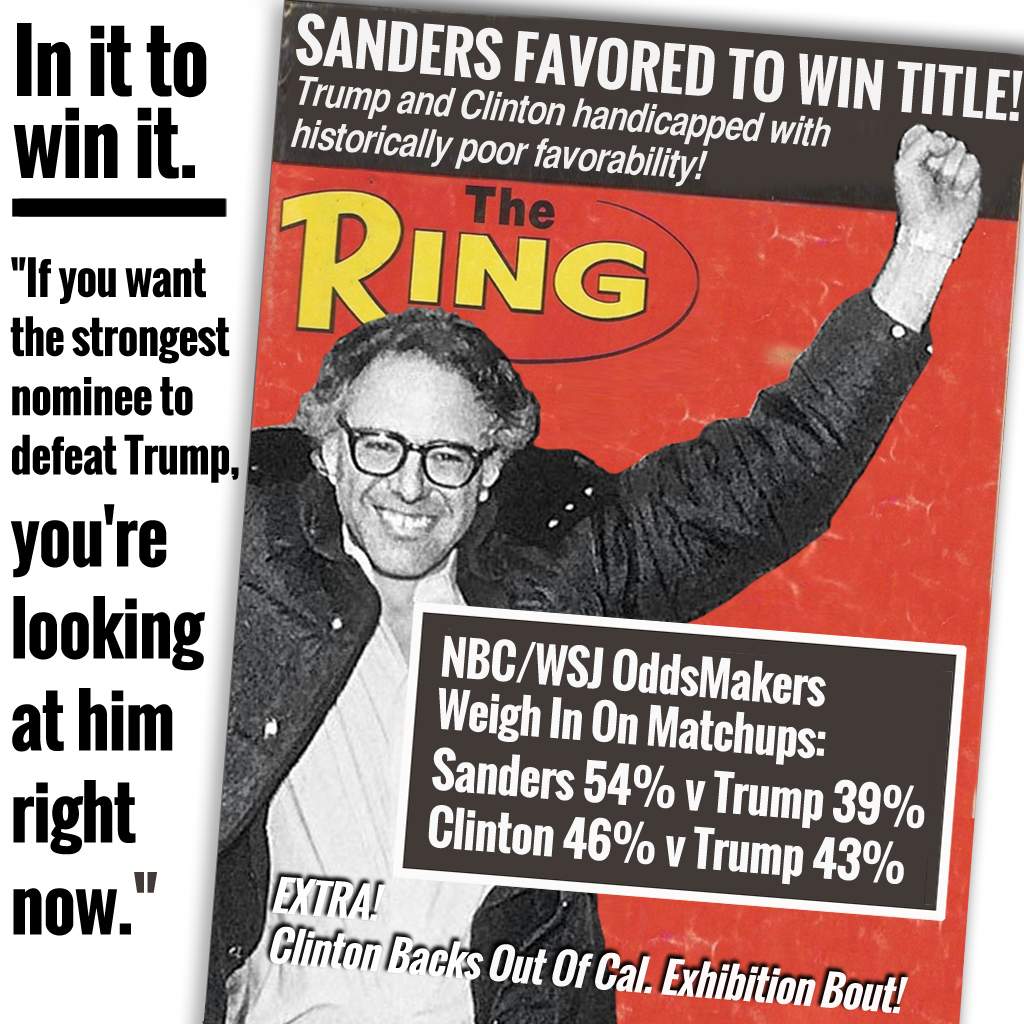 In it to
win it.
"If you want
the strongest
nominee to
defeat Trump,
you're
looking
at him
right
now."
SANDERS FAVORED TO WIN TITLE!
Trump and Clinton handicapped with
historically poor favorability!
The
RING
NBC/WSJ OddsMakers
Weigh In On Matchups:
Sanders 54% v Trump 39%
Clinton 46% v Trump 43%
EXTRA!
Clinton Backs Out Of Cal. Exhibition Bout!